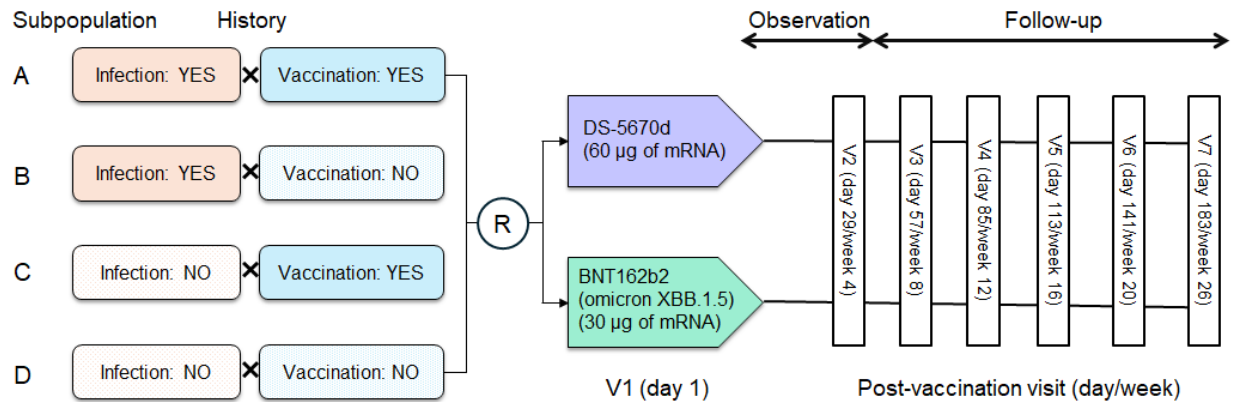 Subpopulation History Observation Follow-up
A Infection: YES × Vaccination: YES
B Infection: YES × Vaccination: NO
C Infection: NO × Vaccination: YES
D Infection: NO × Vaccination: NO
R
DS-5670d
(60 µg of mRNA)
BNT162b2
(omicron XBB.1.5)
(30 µg of mRNA)
V2 (day 29/week 4)
V3 (day 57/week 8)
V4 (day 85/week 12)
V5 (day 113/week 16)
V6 (day 141/week 20)
V7 (day 183/week 26)
V1 (day 1) Post-vaccination visit (day/week)